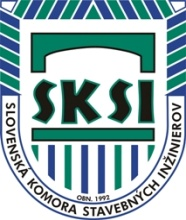 SKSI
OBN. 1992
SLOVENSKÁ KOMORA STAVEBNÝCH INŽINIEROV